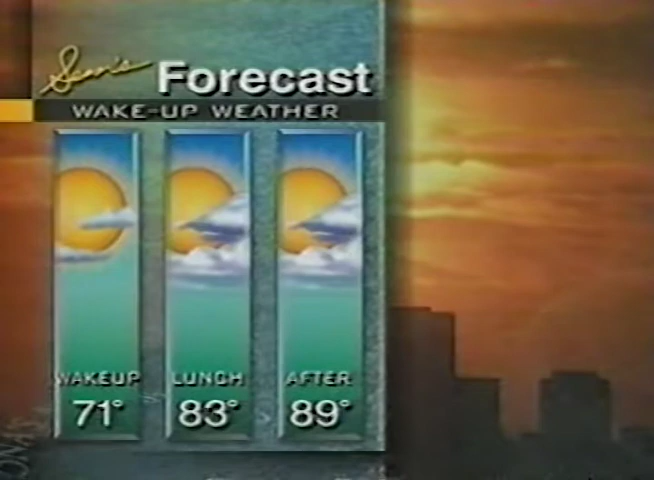 Sean's
Forecast
WAKE-UP WEATHER
WAKEUP LUNCH AFTER
71° 83° 89°